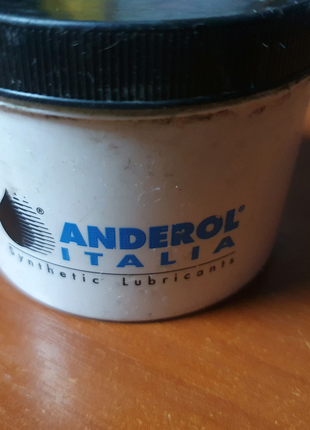 ® ANDEROL®
ITALIA
Synthetic Lubricants